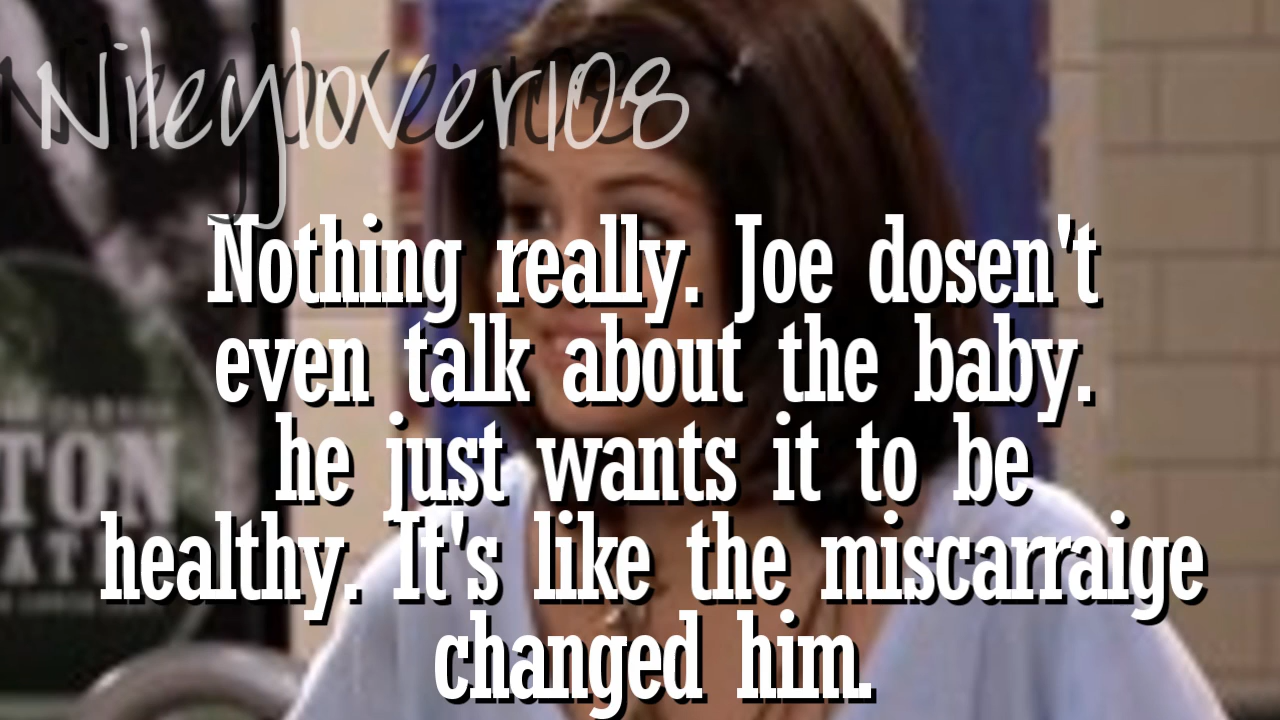 Nileylover108
Nothing really. Joe dosen't
even talk about the baby.
he just wants it to be
healthy. It's like the miscarraige
changed him.
TON